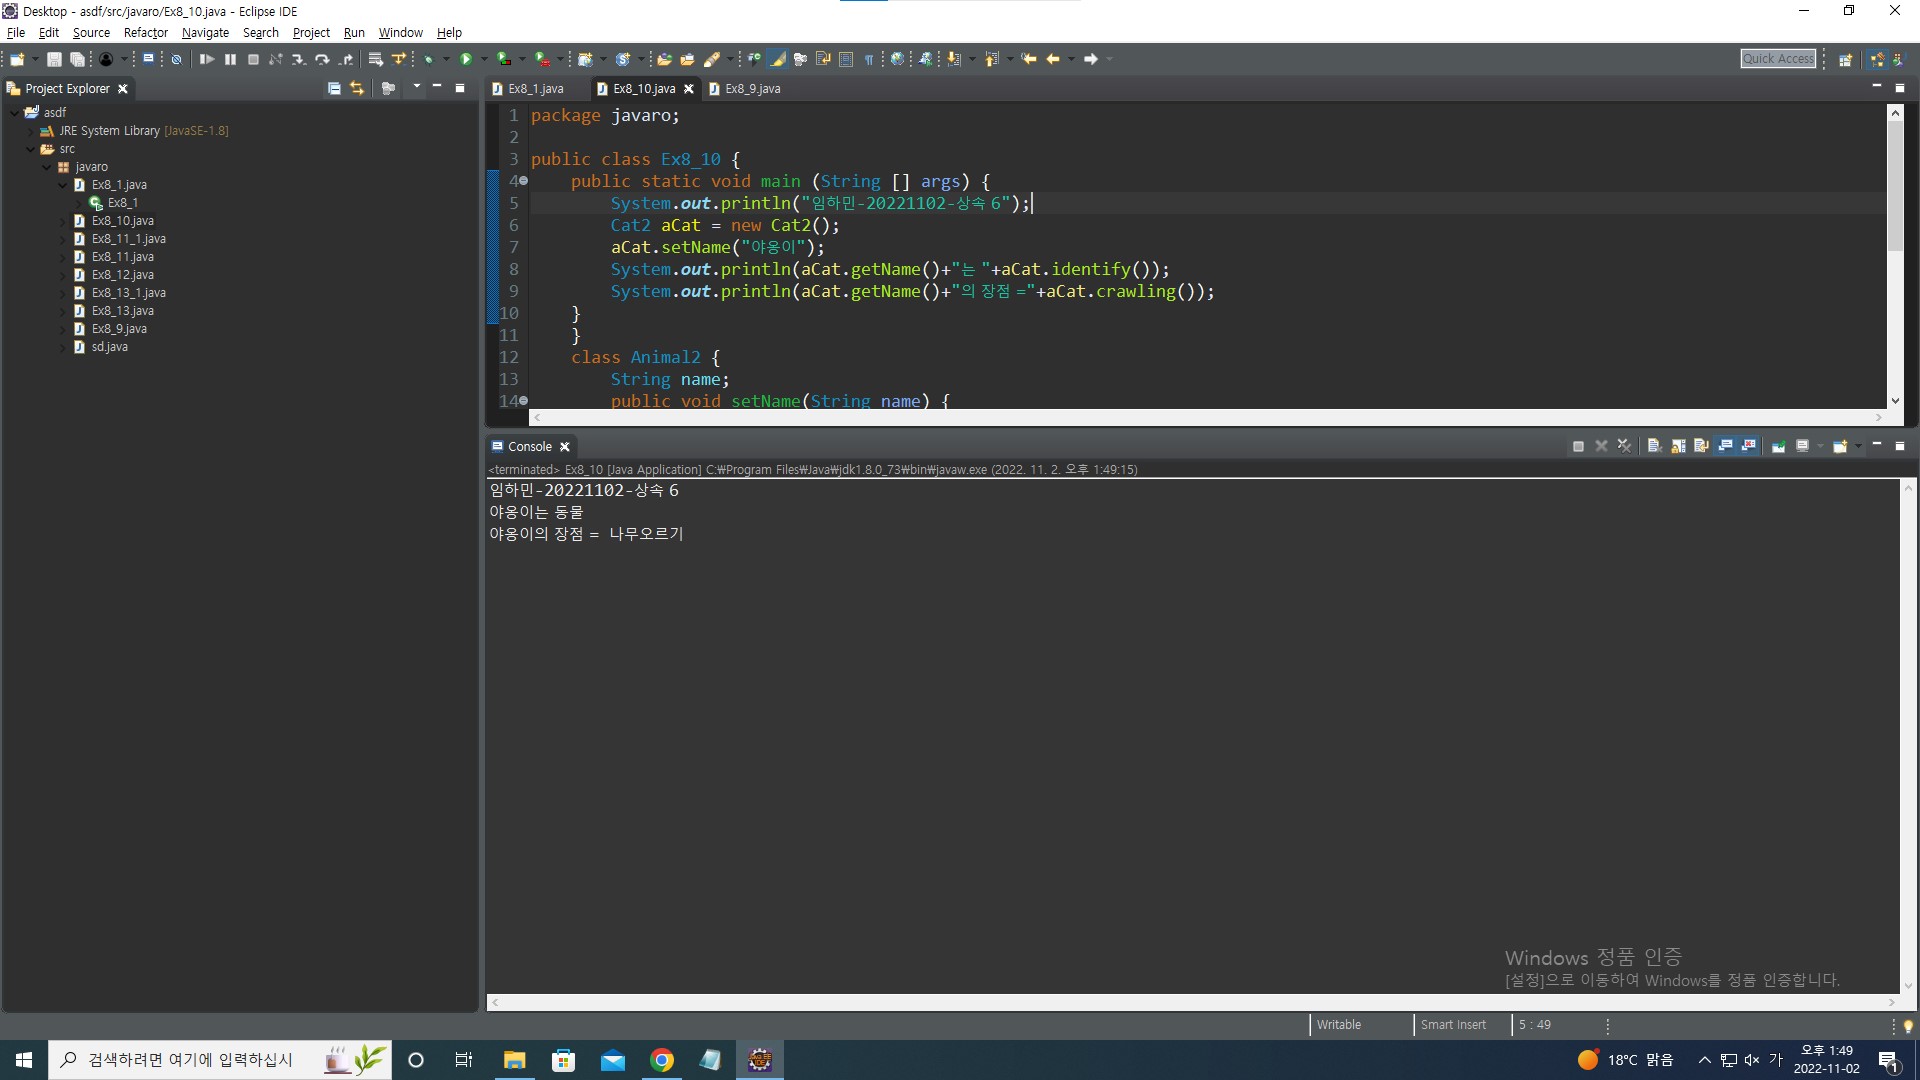 Desktop - asdf/src/javaro/Ex8_10.java - Eclipse IDE
File Edit Source Refactor Navigate Search Project Run Window Help
Quick Access
Project Explorer
asdf
JRE System Library [JavaSE-1.8]
src
javaro
Ex8_1.java
Ex8_1
Ex8_10.java
Ex8_11_1.java
Ex8_11.java
Ex8_12.java
Ex8_13_1.java
Ex8_13.java
Ex8_9.java
sd.java
Ex8_1.java Ex8_10.java Ex8_9.java
1 package javaro;
2
3 public class Ex8_10 {
4 public static void main (String [] args) {
5 System.out.println("임하민-20221102-상속 6");
6 Cat2 aCat = new Cat2();
7 aCat.setName("야옹이");
8 System.out.println(aCat.getName()+"는 "+aCat.identify());
9 System.out.println(aCat.getName()+"의 장점 ="+aCat.crawling());
10 }
11 }
12 class Animal2 {
13 String name;
14 public void setName(String name) {
Console
<terminated> Ex8_10 [Java Application] C:₩Program Files₩Java₩jdk1.8.0_73₩bin₩javaw.exe (2022. 11. 2. 오후 1:49:15)
임하민-20221102-상속 6
야옹이는 동물
야옹이의 장점 = 나무오르기
Windows 정품 인증
[설정]으로 이동하여 Windows를 정품 인증합니다.
Writable Smart Insert 5 : 49
검색하려면 여기에 입력하십시
18°C 맑음 가 오후 1:49
2022-11-02
1